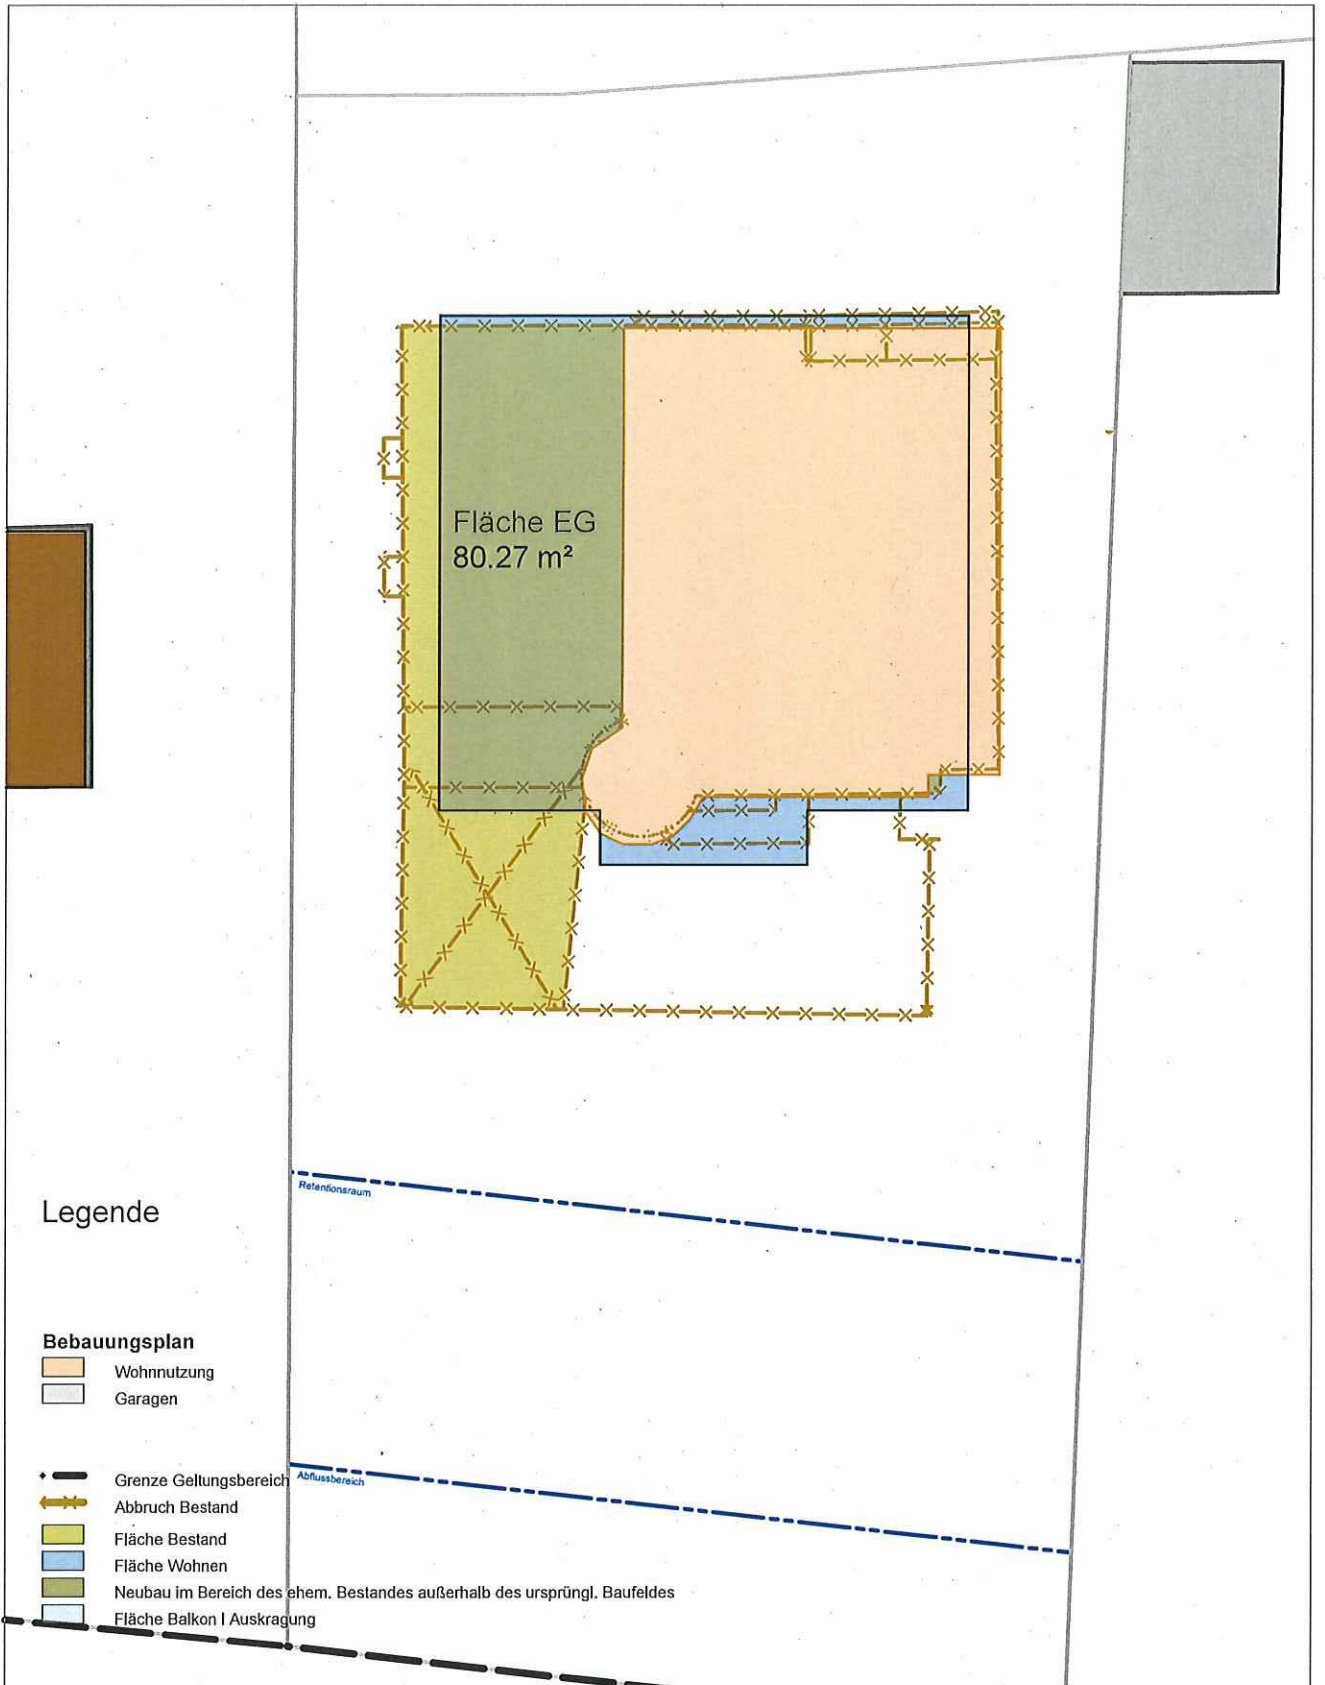 Fläche EG
80.27 m²
Retentionsraum
Legende
Bebauungsplan
Wohnnutzung
Garagen
Grenze Geltungsbereich
Abflussbereich
Abbruch Bestand
Fläche Bestand
Fläche Wohnen
Neubau im Bereich des ehem. Bestandes außerhalb des ursprüngl. Baufeldes
Fläche Balkon I Auskragung